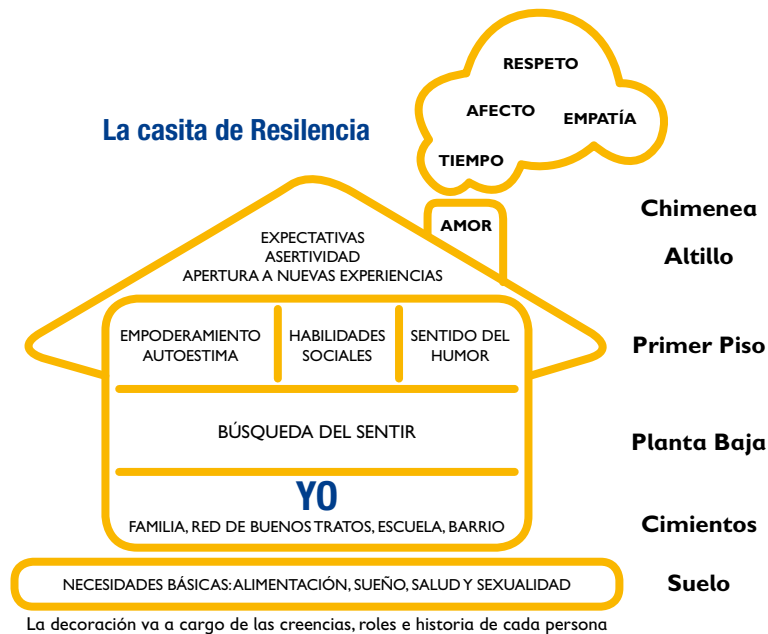 RESPETO
AFECTO
EMPATÍA
TIEMPO
La casita de Resilencia
AMOR
Chimenea
EXPECTATIVAS
ASERTIVIDAD
APERTURA A NUEVAS EXPERIENCIAS
Altillo
EMPODERAMIENTO
AUTOESTIMA
HABILIDADES
SOCIALES
SENTIDO DEL
HUMOR
Primer Piso
BÚSQUEDA DEL SENTIR
Planta Baja
YO
FAMILIA, RED DE BUENOS TRATOS, ESCUELA, BARRIO
Cimientos
NECESIDADES BÁSICAS: ALIMENTACIÓN, SUEÑO, SALUD Y SEXUALIDAD
Suelo
La decoración va a cargo de las creencias, roles e historia de cada persona